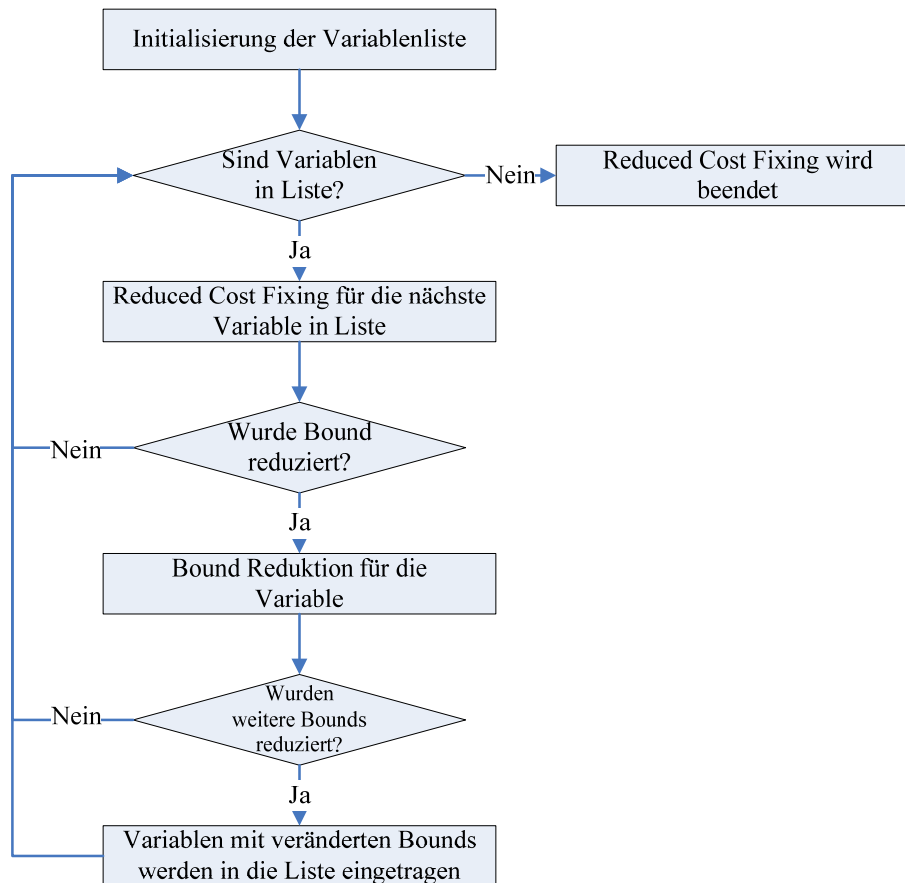 Initialisierung der Variablenliste
Sind Variablen
in Liste?
Nein
Reduced Cost Fixing wird
beendet
Ja
Reduced Cost Fixing für die nächste
Variable in Liste
Wurde Bound
reduziert?
Nein
Ja
Bound Reduktion für die
Variable
Wurden
weitere Bounds
reduziert?
Nein
Ja
Variablen mit veränderten Bounds
werden in die Liste eingetragen